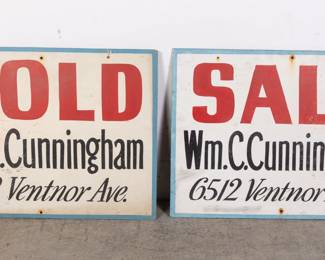 OLD
.Cunningham
Ventnor Ave.
SAL
Wm.C.Cunnin
6512 Ventnor